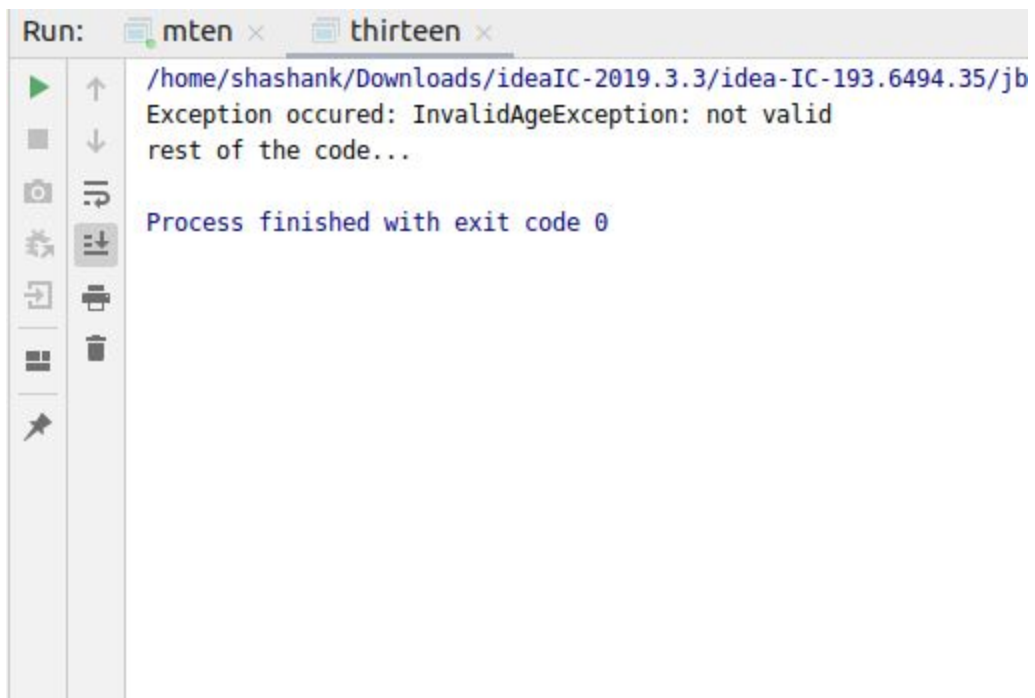 Run: mten × thirteen ×
/home/shashank/Downloads/ideaIC-2019.3.3/idea-IC-193.6494.35/jb
Exception occured: InvalidAgeException: not valid
rest of the code...
Process finished with exit code 0